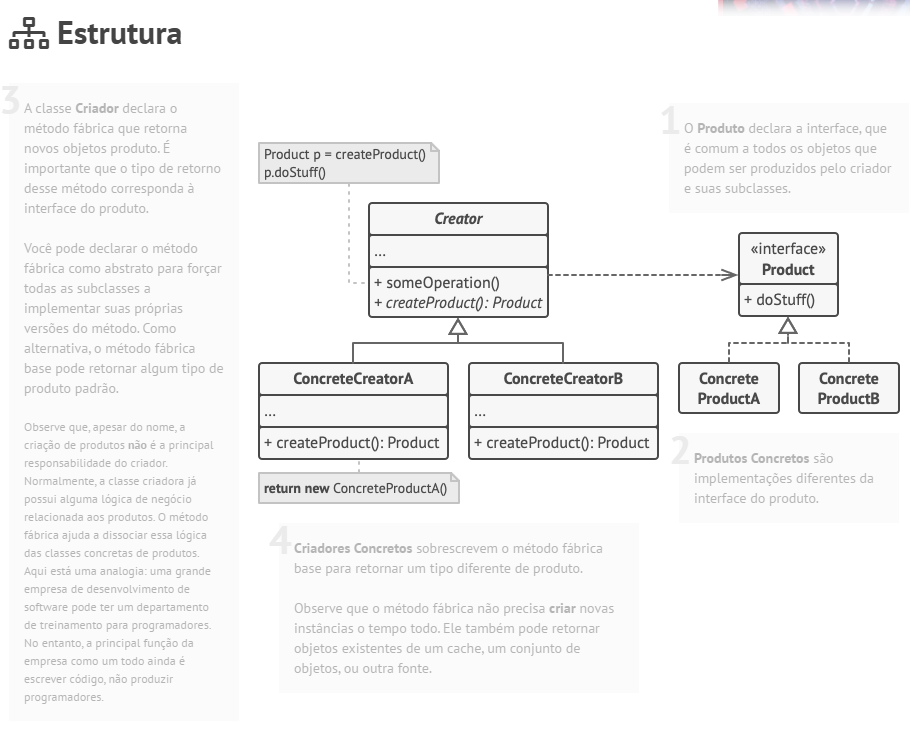 Estrutura
3
A classe Criador declara o
método fábrica que retorna
novos objetos produto. É
importante que o tipo de retorno
desse método corresponda à
interface do produto.
Você pode declarar o método
fábrica como abstrato para forçar
todas as subclasses a
implementar suas próprias
versões do método. Como
alternativa, o método fábrica
base pode retornar algum tipo de
produto padrão.
Observe que, apesar do nome, a
criação de produtos não é a principal
responsabilidade do criador.
Normalmente, a classe criadora já
possui alguma lógica de negócio
relacionada aos produtos. O método
fábrica ajuda a dissociar essa lógica
das classes concretas de produtos.
Aqui está uma analogia: uma grande
empresa de desenvolvimento de
software pode ter um departamento
de treinamento para programadores.
No entanto, a principal função da
empresa como um todo ainda é
escrever código, não produzir
programadores.
Product p = createProduct()
p.doStuff()
Creator
...
+ someOperation()
+ createProduct(): Product
ConcreteCreatorA
...
+ createProduct(): Product
ConcreteCreatorB
...
+ createProduct(): Product
return new ConcreteProductA()
1
O Produto declara a interface, que
é comum a todos os objetos que
podem ser produzidos pelo criador
e suas subclasses.
«interface»
Product
+ doStuff()
Concrete
ProductA
Concrete
ProductB
2
Produtos Concretos são
implementações diferentes da
interface do produto.
4
Criadores Concretos sobrescrevem o método fábrica
base para retornar um tipo diferente de produto.
Observe que o método fábrica não precisa criar novas
instâncias o tempo todo. Ele também pode retornar
objetos existentes de um cache, um conjunto de
objetos, ou outra fonte.